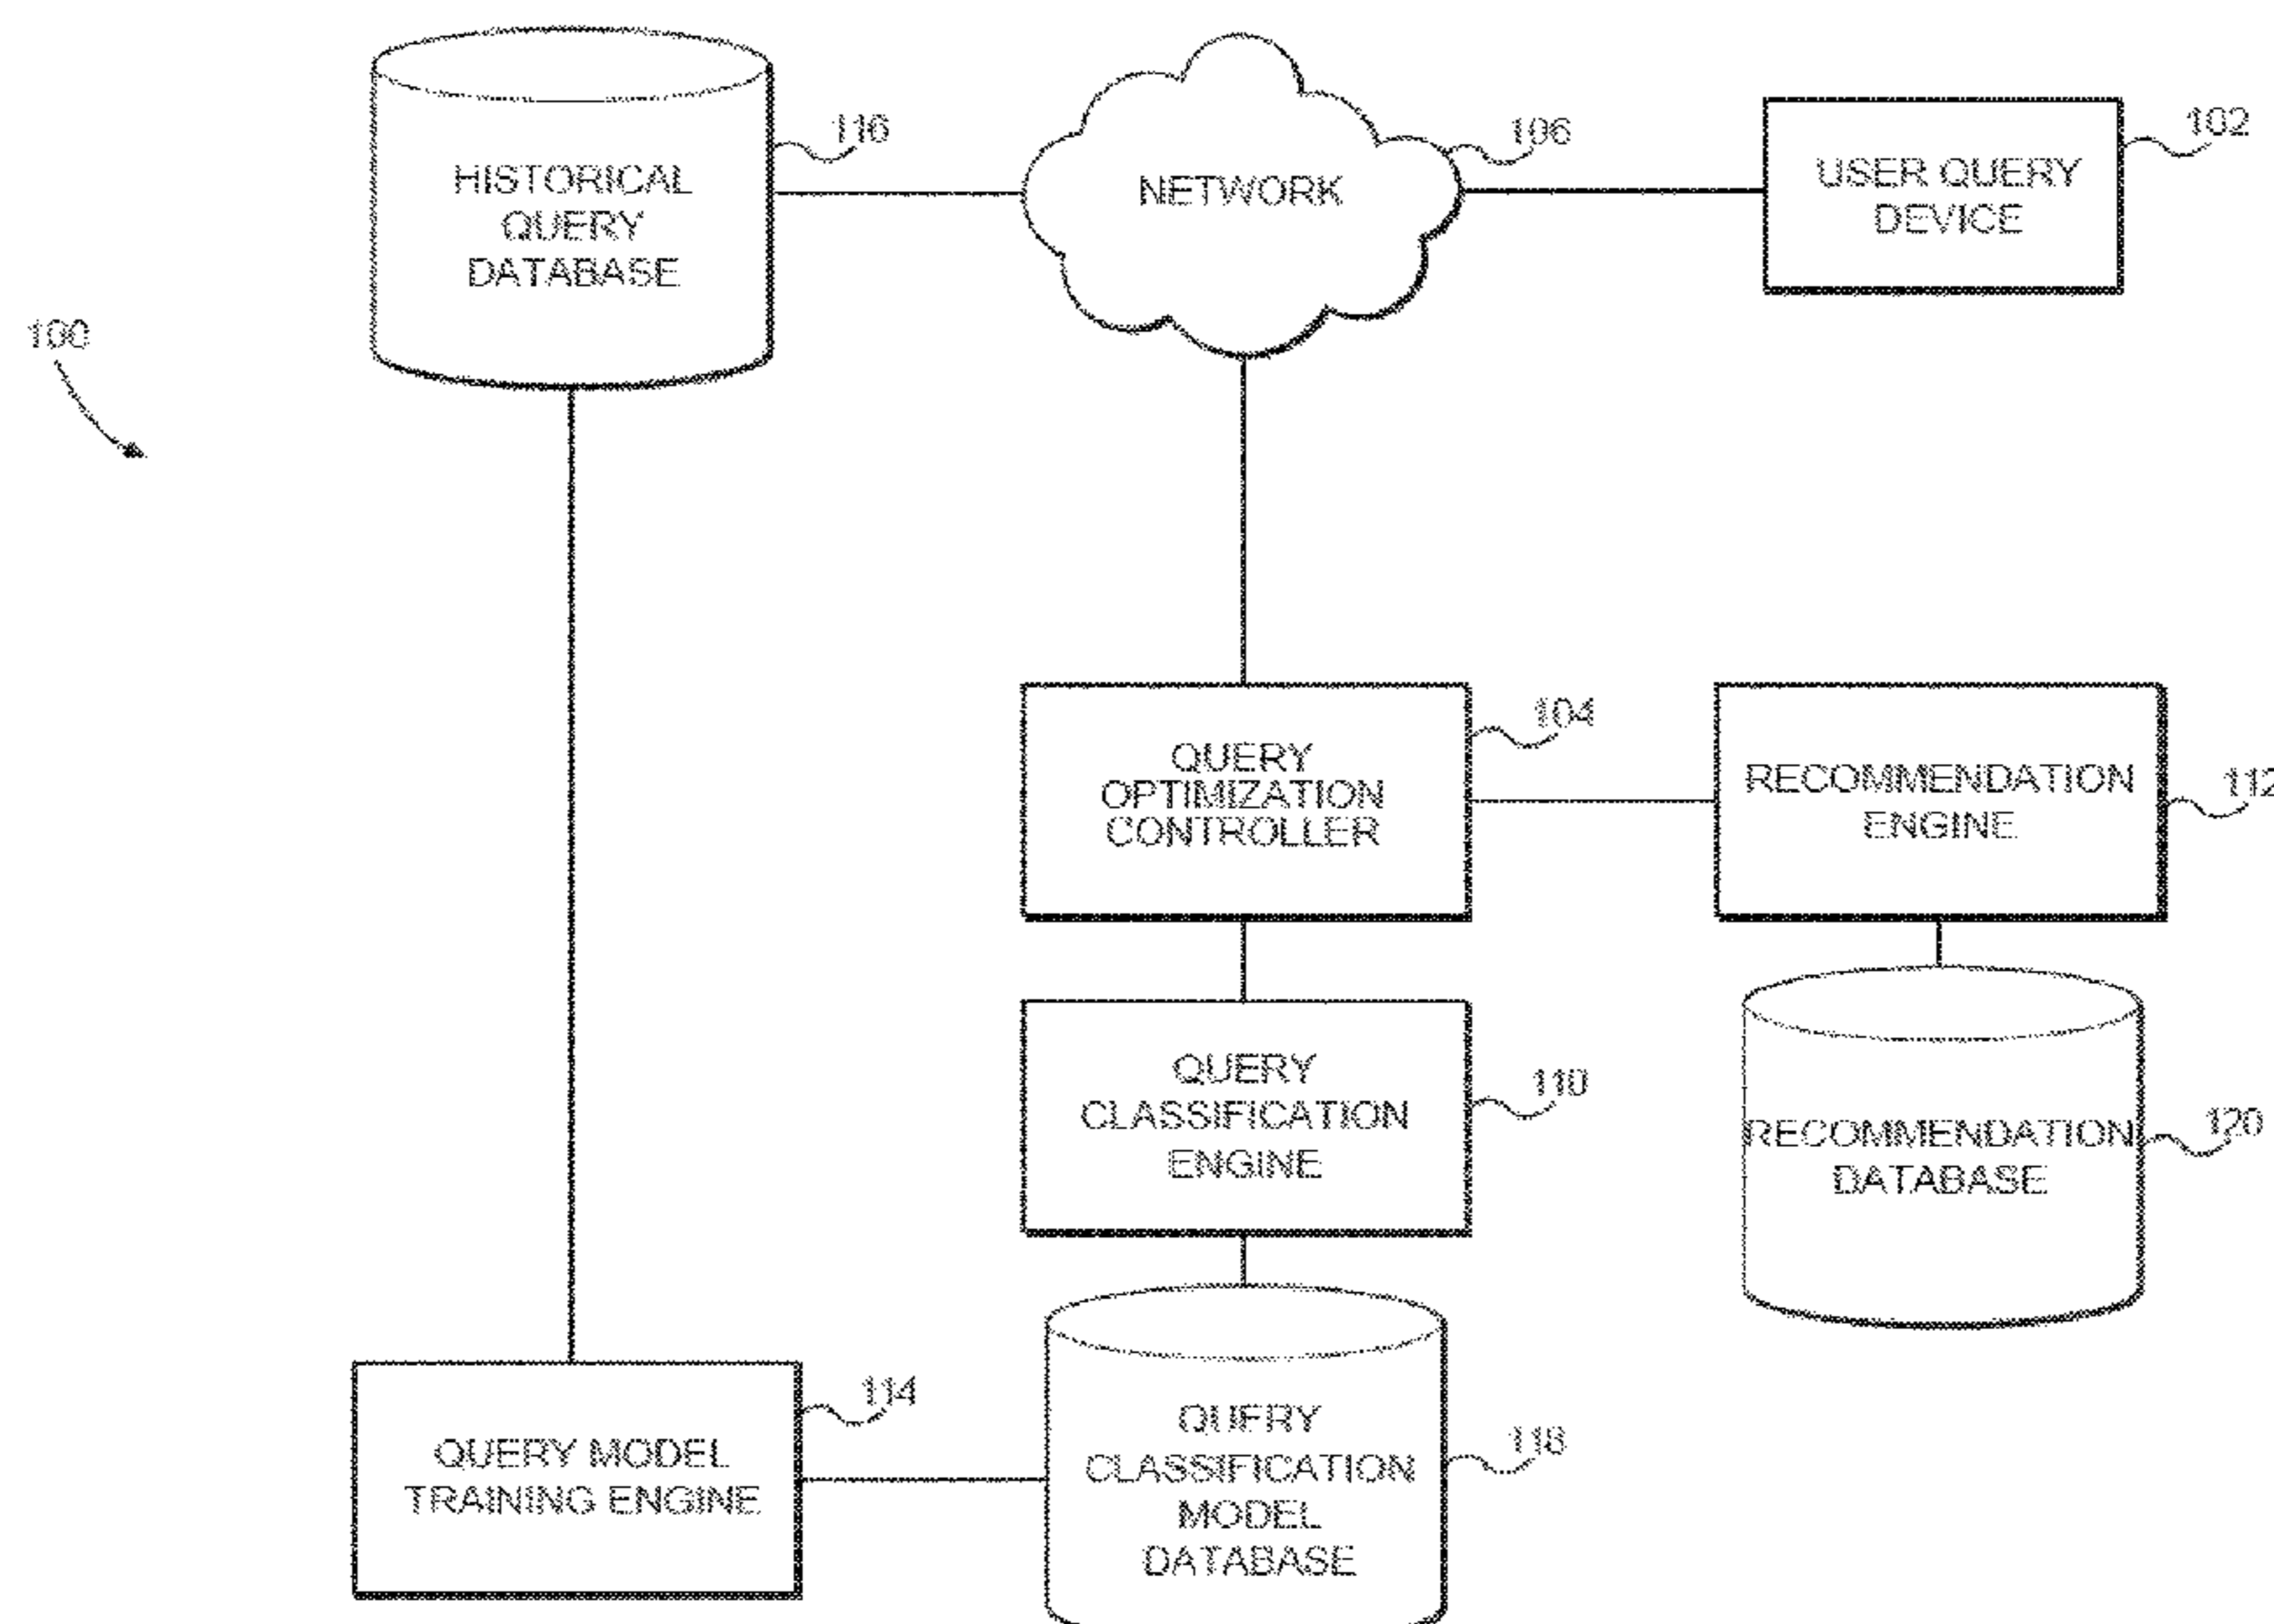 116
HISTORICAL
QUERY
DATABASE
106
NETWORK
102
USER QUERY
DEVICE
100
104
QUERY
OPTIMIZATION
CONTROLLER
112
RECOMMENDATION
ENGINE
110
QUERY
CLASSIFICATION
ENGINE
120
RECOMMENDATION
DATABASE
114
QUERY MODEL
TRAINING ENGINE
118
QUERY
CLASSIFICATION
MODEL
DATABASE